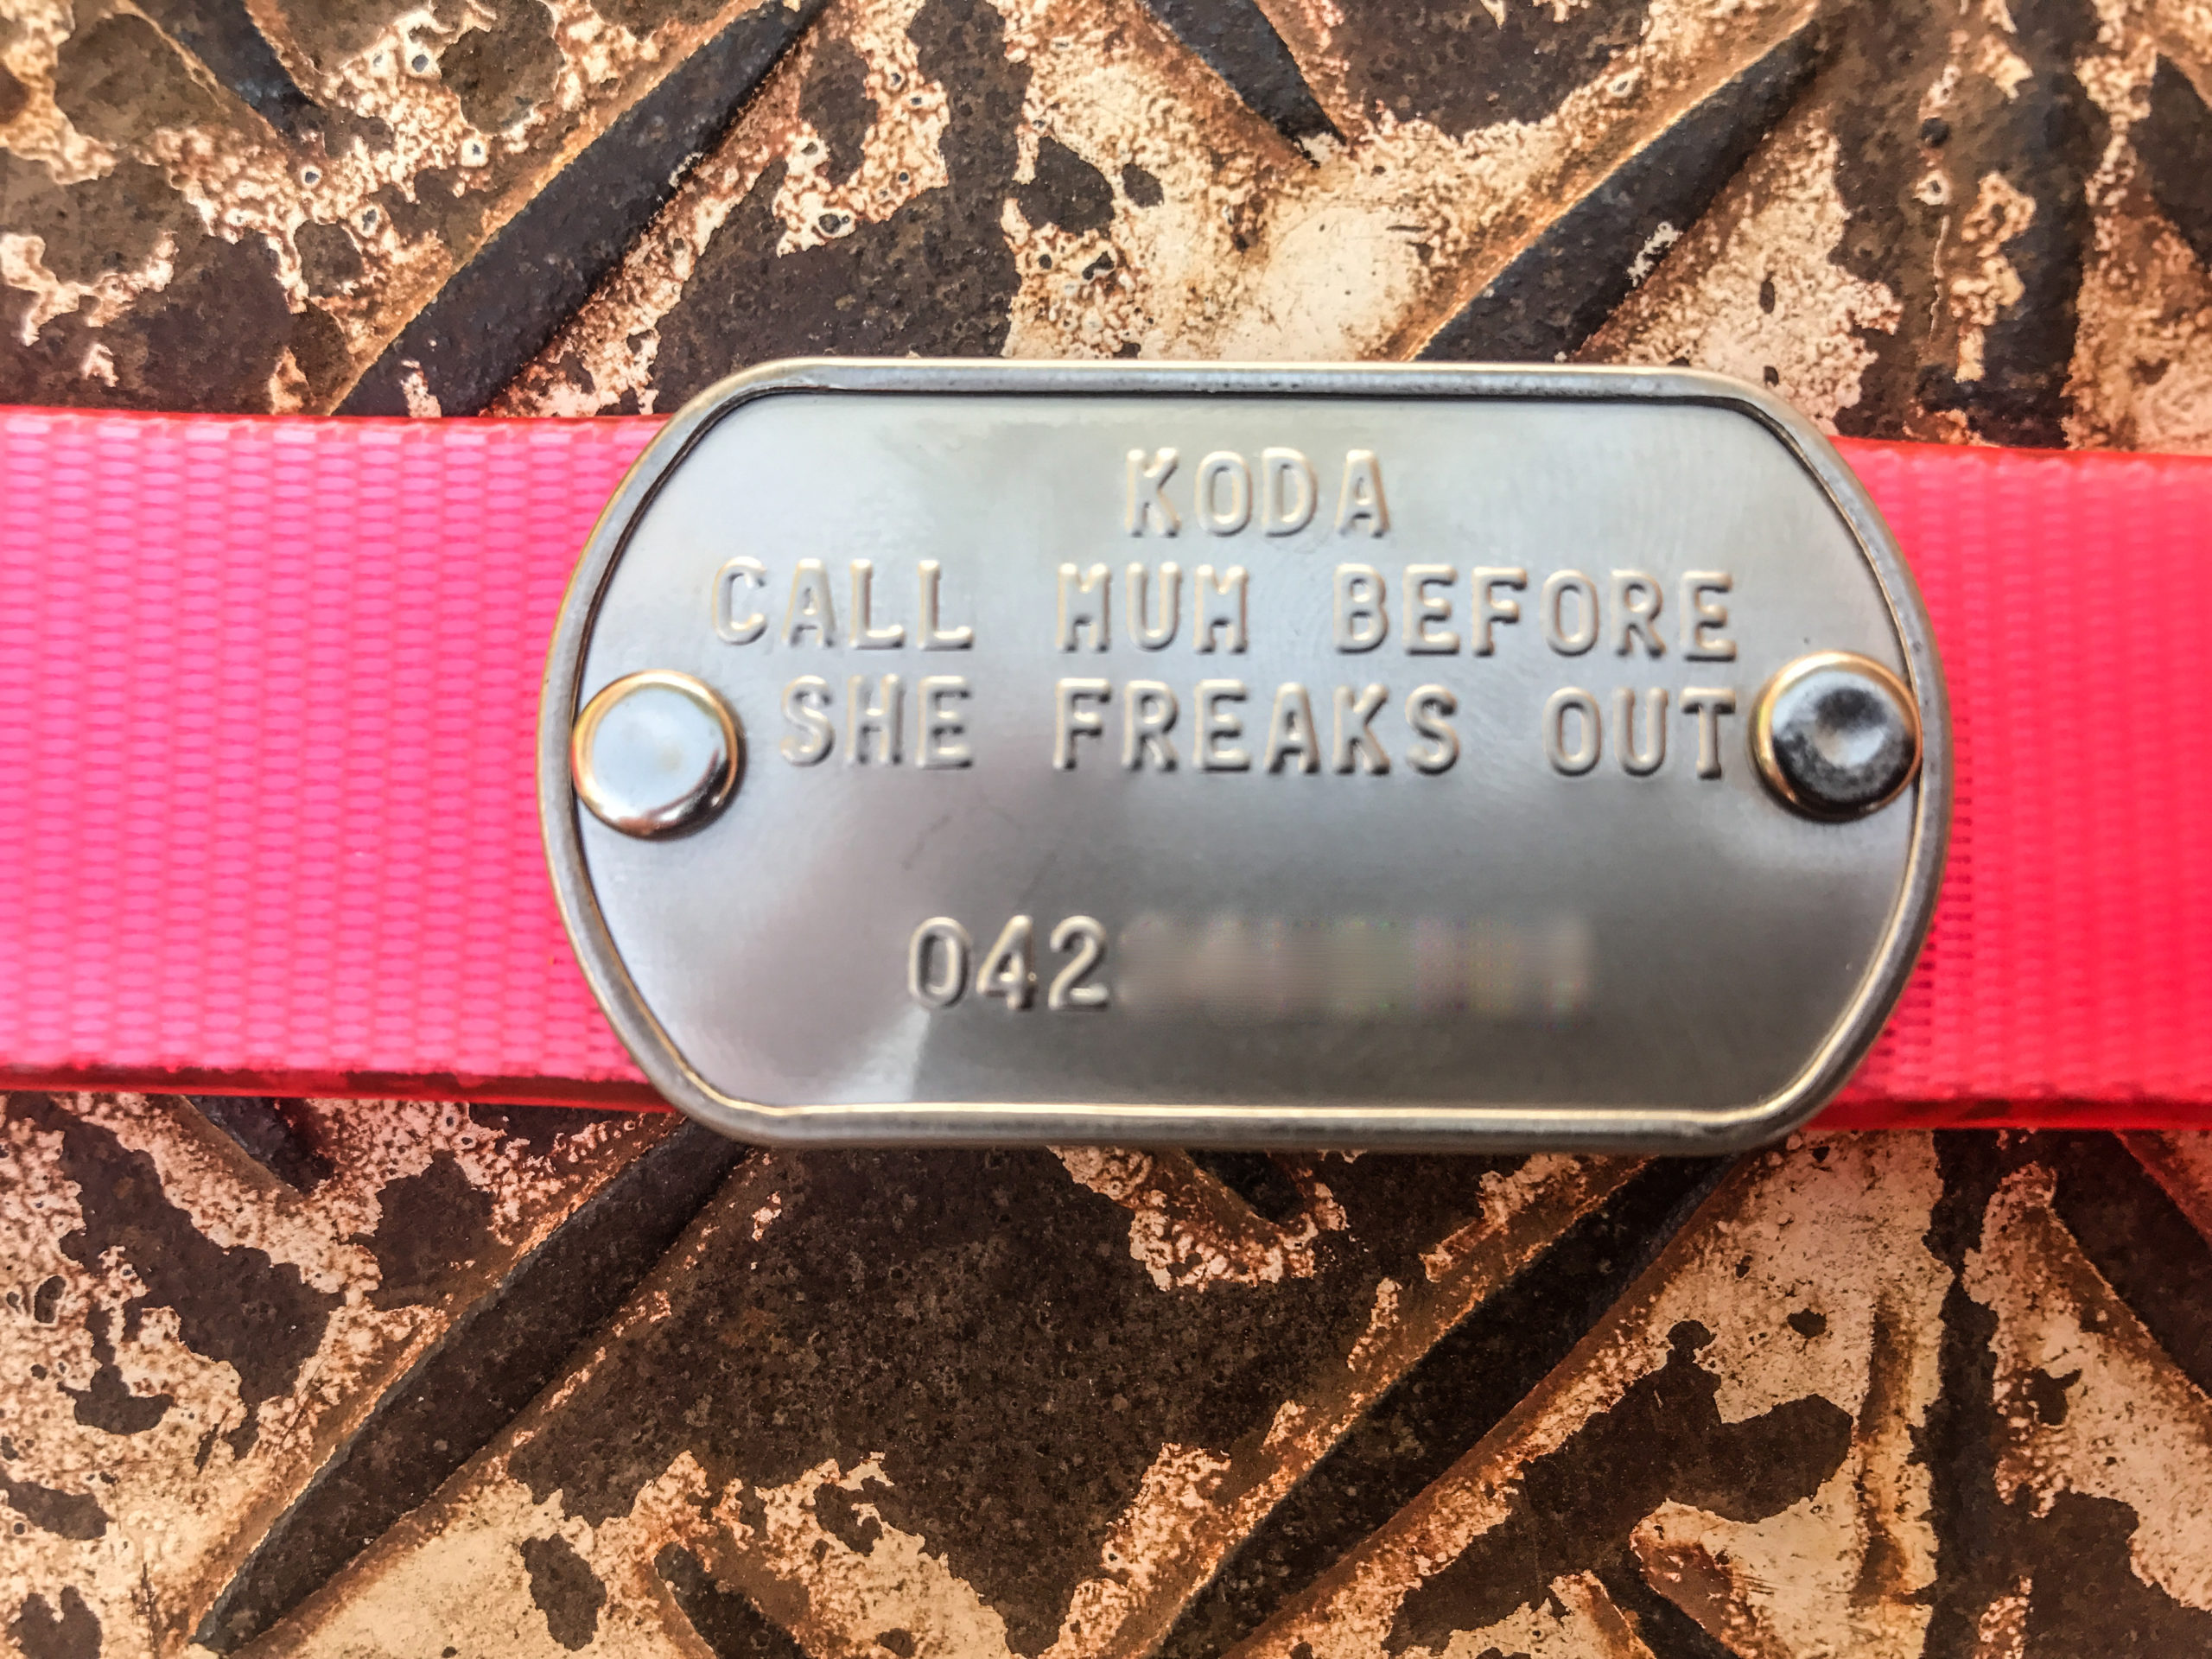 KODA
CALL MUM BEFORE
SHE FREAKS OUT
042